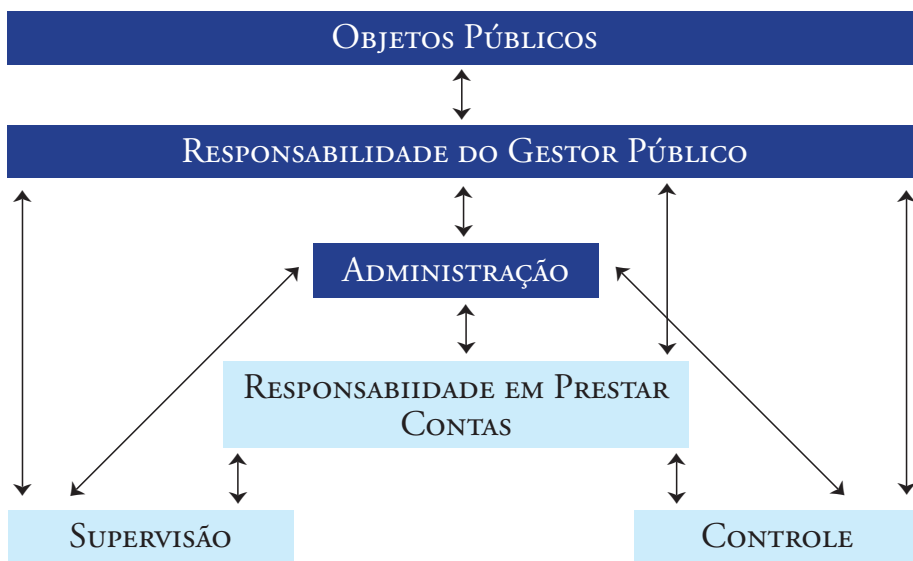 Objetos Públicos
Responsabilidade do Gestor Público
Administração
Responsabiidade em Prestar
Contas
Supervisão
Controle